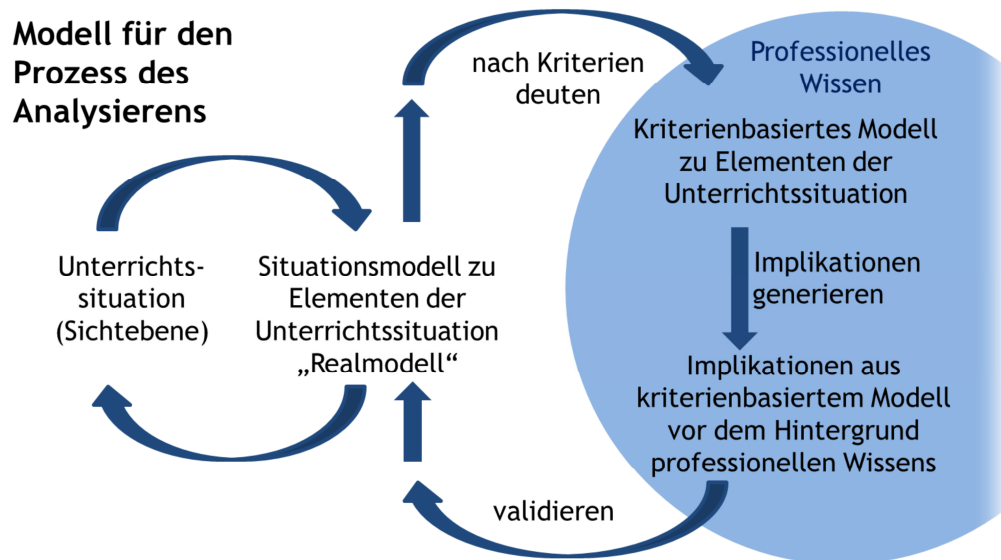 Modell für den
Prozess des
Analysierens
nach Kriterien
deuten
Professionelles
Wissen
Kriterienbasiertes Modell
zu Elementen der
Unterrichtssituation
Unterrichts-
situation
(Sichtebene)
Situationsmodell zu
Elementen der
Unterrichtssituation
„Realmodell“
Implikationen
generieren
Implikationen aus
kriterienbasiertem Modell
vor dem Hintergrund
professionellen Wissens
validieren